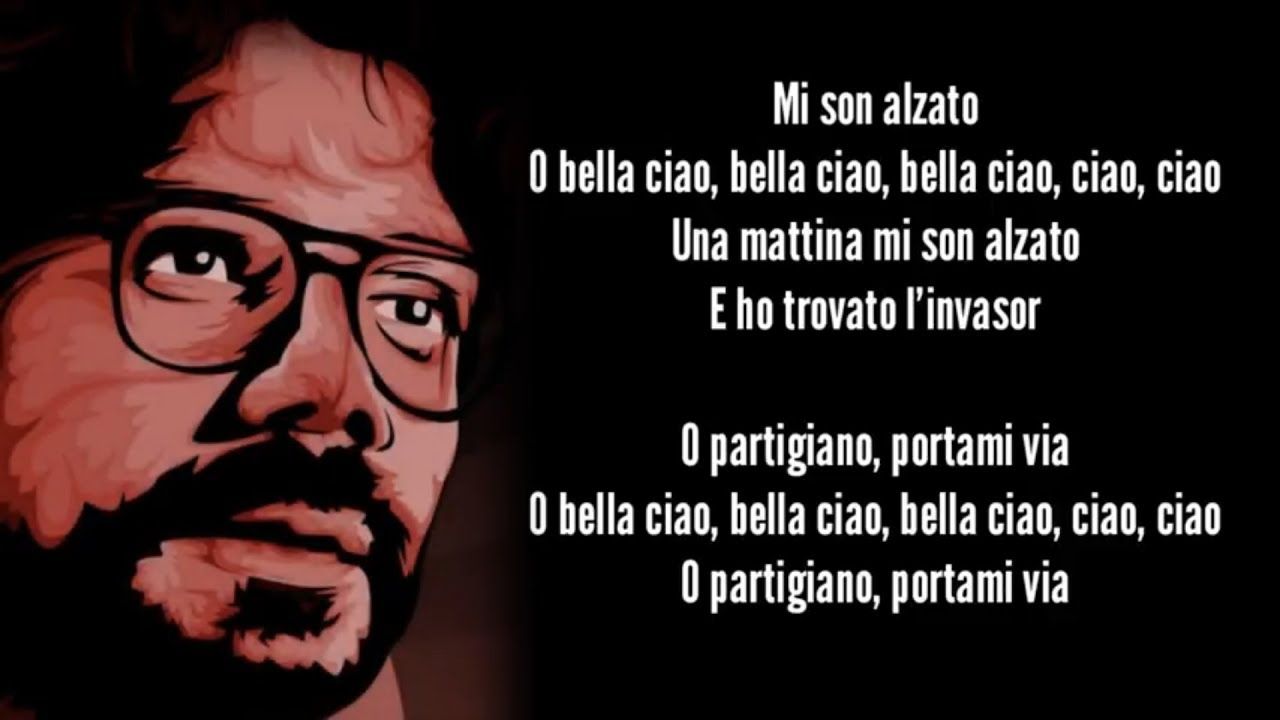 Mi son alzato
O bella ciao, bella ciao, bella ciao, ciao, ciao
Una mattina mi son alzato
E ho trovato l’invasor
O partigiano, portami via
O bella ciao, bella ciao, bella ciao, ciao, ciao
O partigiano, portami via